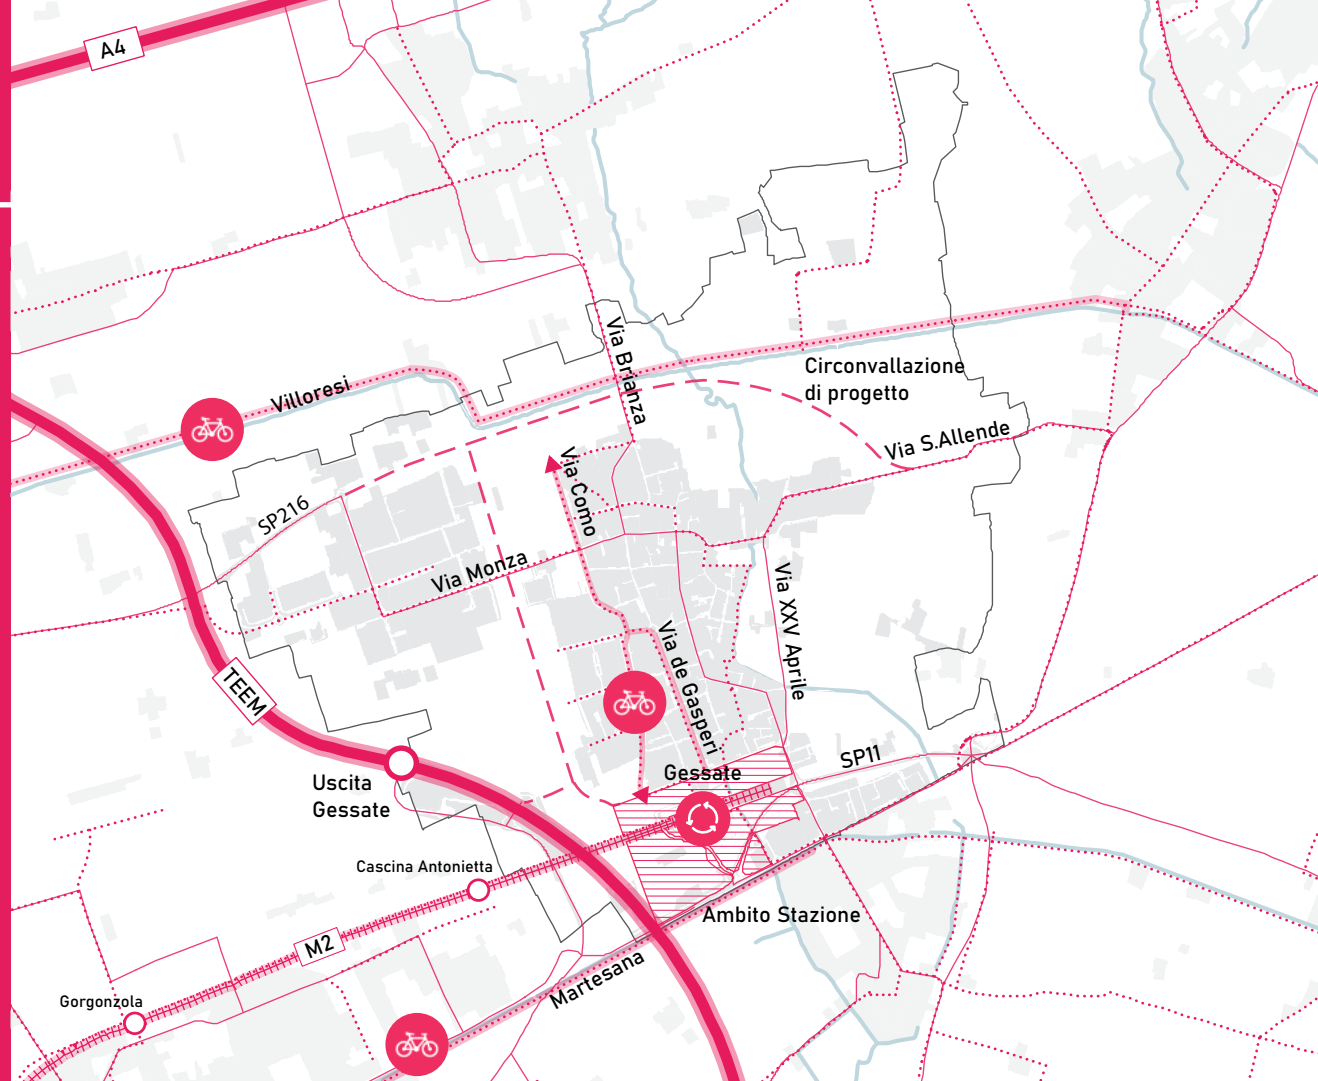 A4
Via Brianza
Circonvallazione
di progetto
Villoresi
Via S.Allende
Via Como
SP216
Via Monza
Via XXV Aprile
Via de Gasperi
TEEM
SP11
Gessate
Uscita
Gessate
Cascina Antonietta
Ambito Stazione
M2
Martesana
Gorgonzola